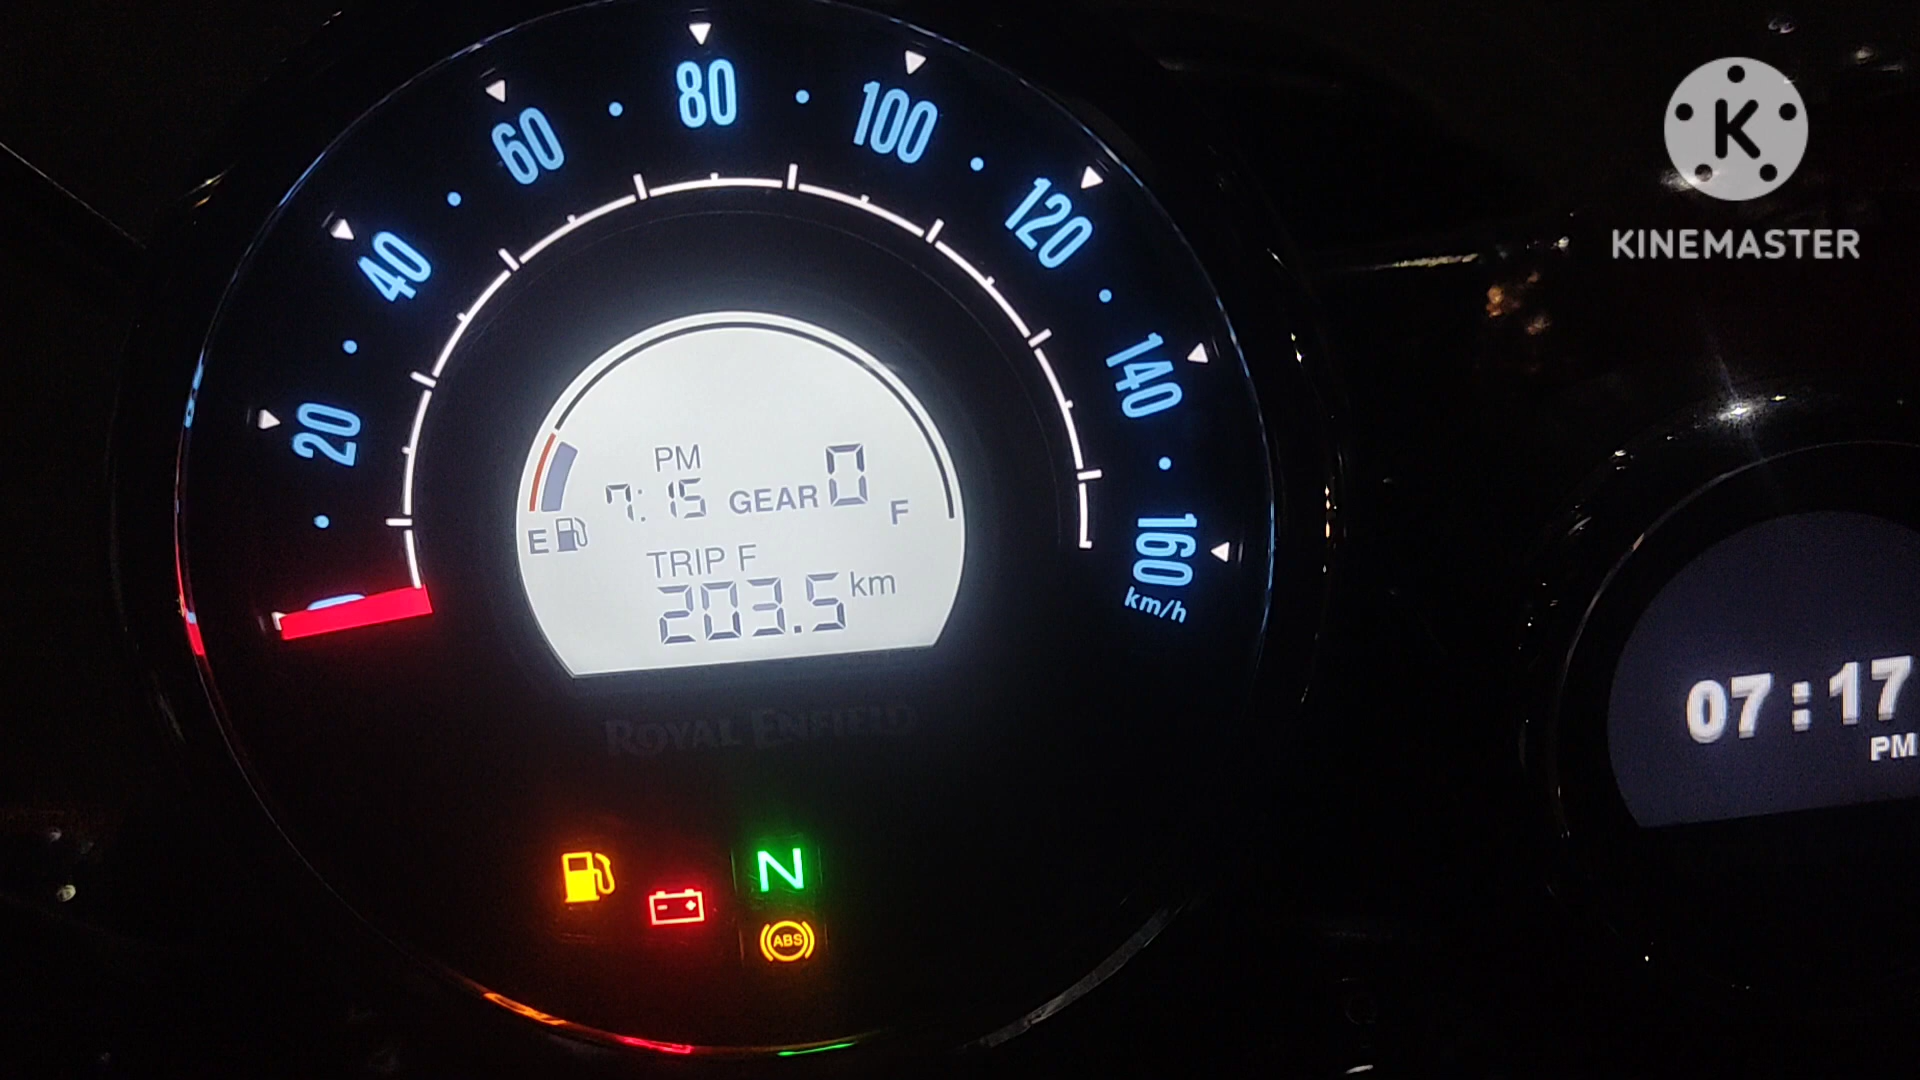 20
40
60
80
100
120
140
160
km/h
PM
7:15 GEAR 0
E F
TRIP F
203.5 km
ROYAL ENFIELD
N
ABS
07:17
PM
K
KINEMASTER